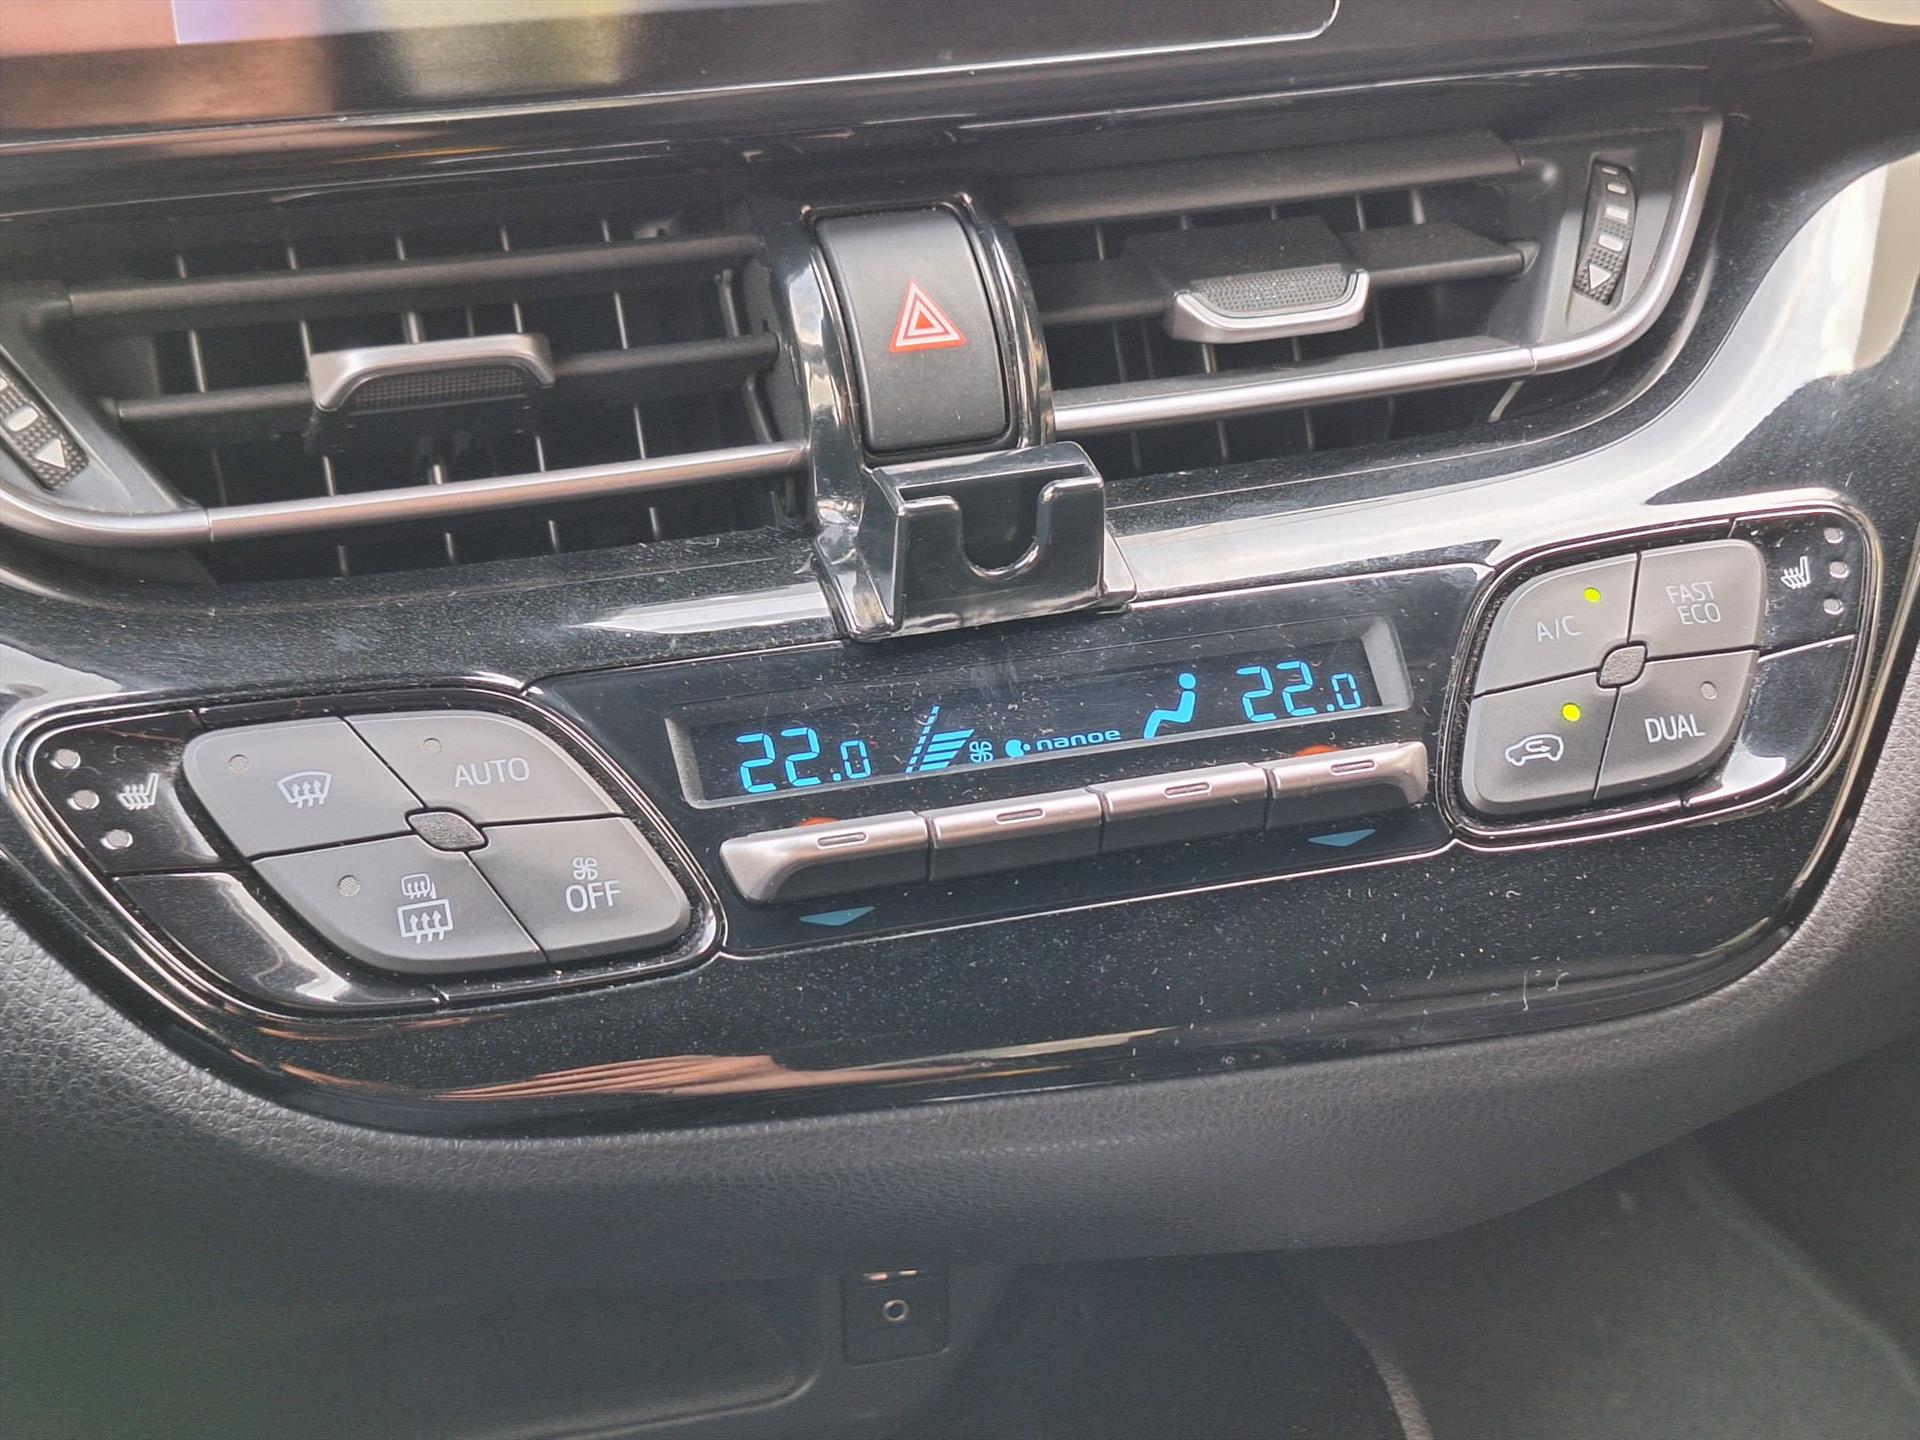 A/C
FAST
ECO
22.0
nanoe
22.0
AUTO
DUAL
OFF